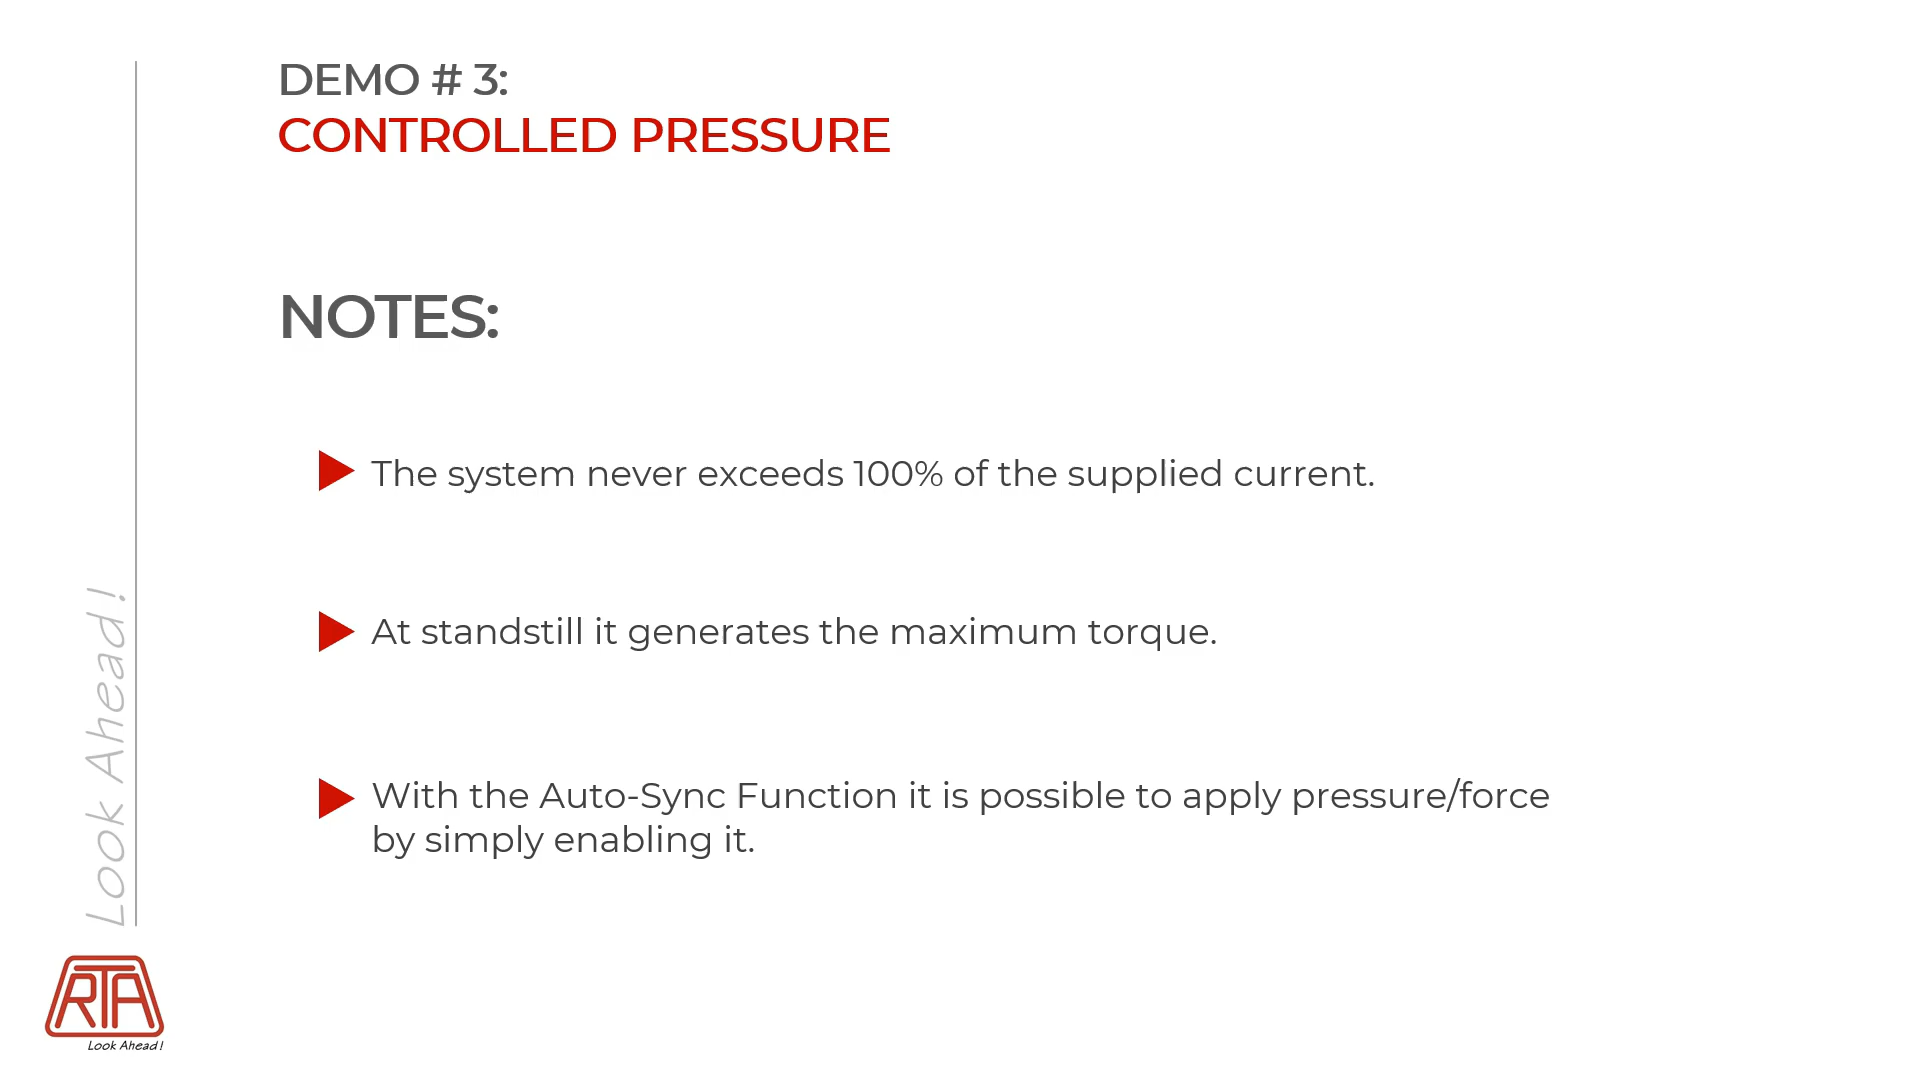 DEMO # 3:
CONTROLLED PRESSURE
NOTES:
The system never exceeds 100% of the supplied current.
At standstill it generates the maximum torque.
With the Auto-Sync Function it is possible to apply pressure/force
by simply enabling it.
Look Ahead!
RTA
Look Ahead!